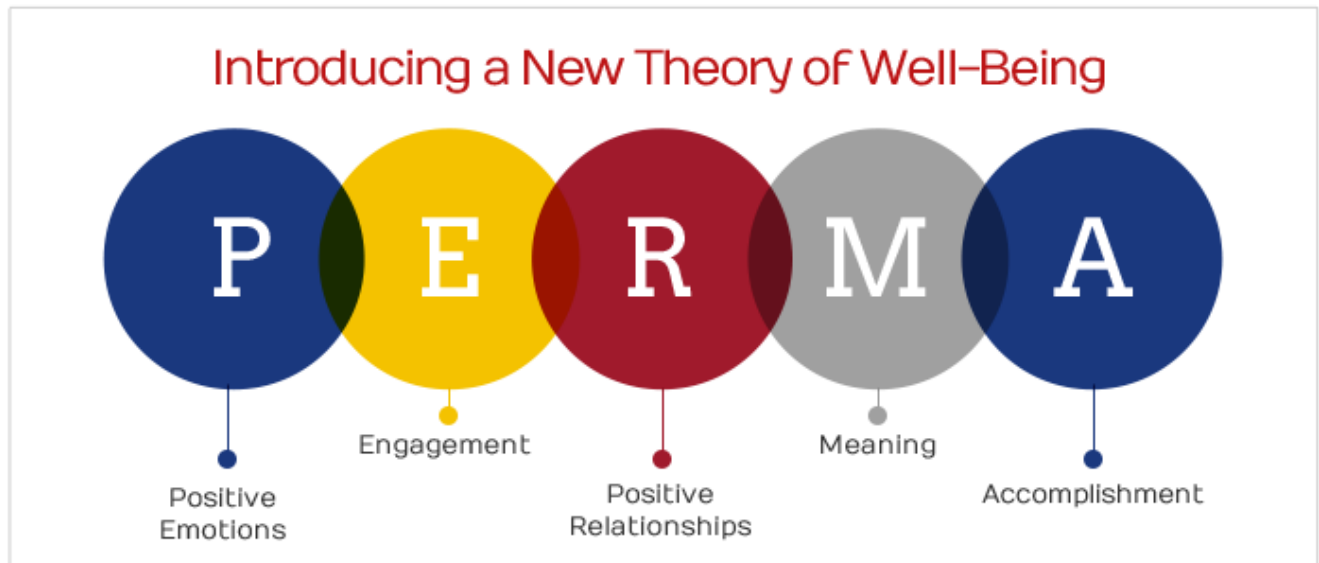 Introducing a New Theory of Well-Being
P E R M A
Engagement
Meaning
Positive
Emotions
Positive
Relationships
Accomplishment